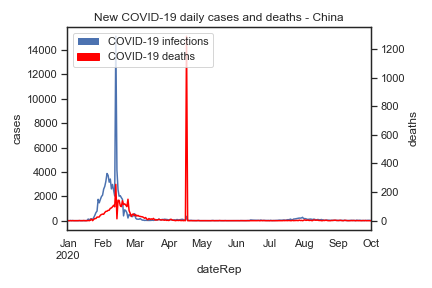 New COVID-19 daily cases and deaths - China
COVID-19 infections
COVID-19 deaths
14000
12000
10000
8000
6000
4000
2000
0
cases
1200
1000
800
600
400
200
0
deaths
Jan Feb Mar Apr May Jun Jul Aug Sep Oct
2020
dateRep